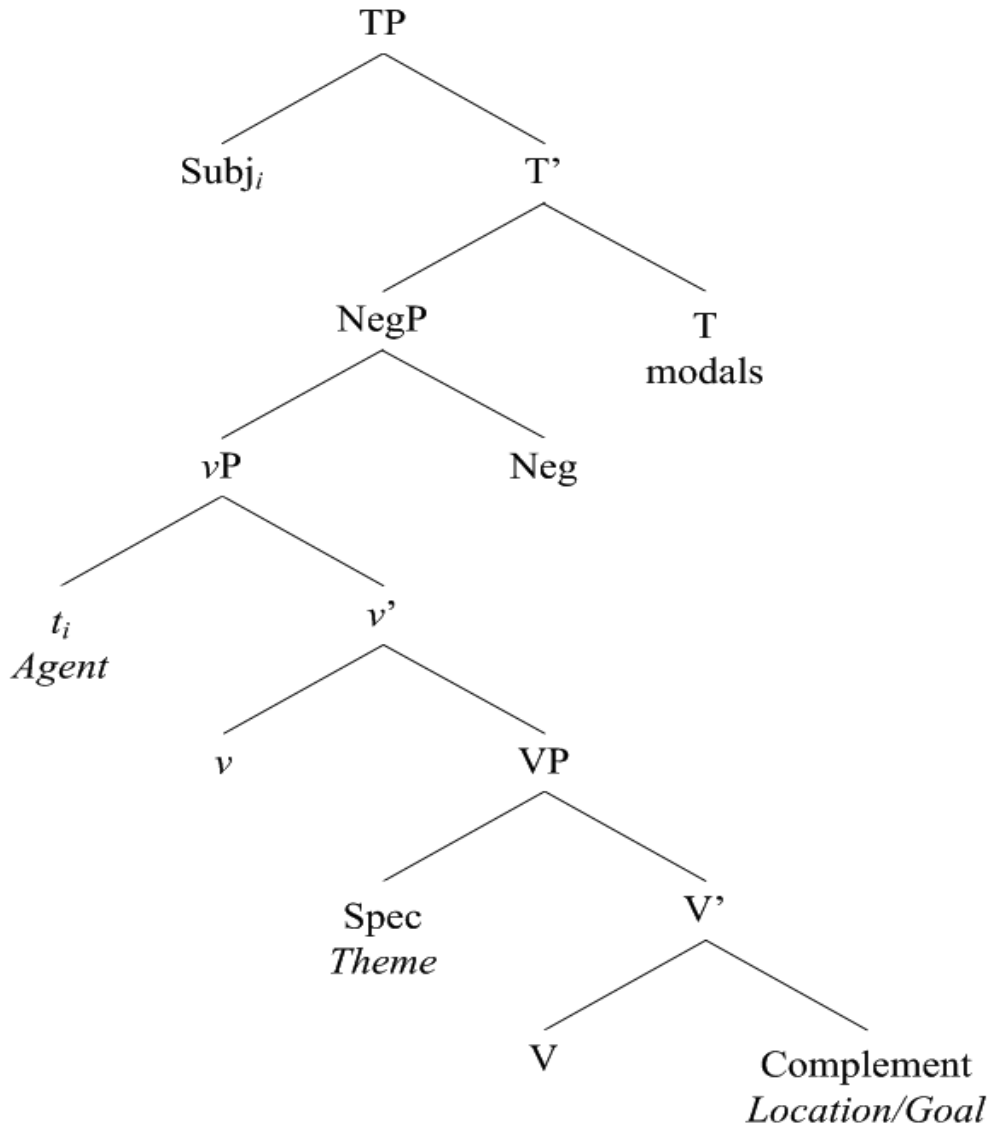 TP
Subjᵢ
T’
NegP
T
modals
vP
Neg
tᵢ
Agent
v’
v
VP
Spec
Theme
V’
V
Complement
Location/Goal